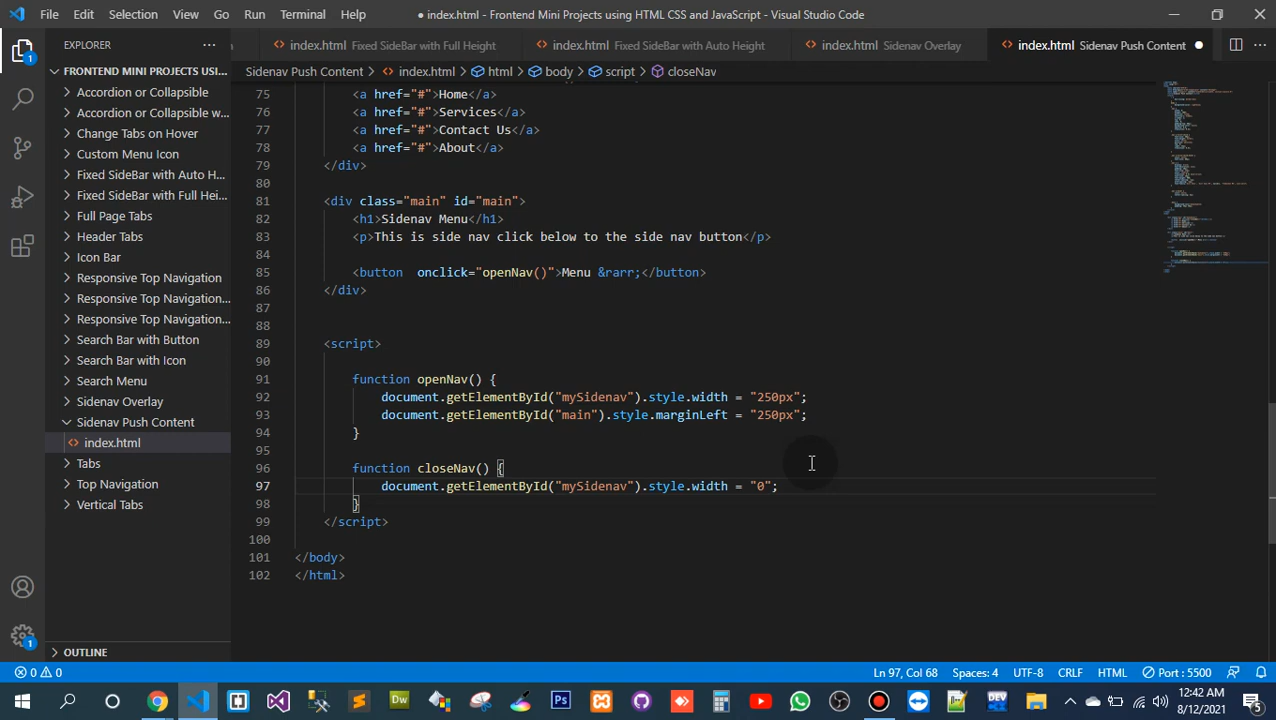 File Edit Selection View Go Run Terminal Help
● index.html - Frontend Mini Projects using HTML CSS and JavaScript - Visual Studio Code
EXPLORER
index.html Fixed SideBar with Full Height
index.html Fixed SideBar with Auto Height
index.html Sidenav Overlay
index.html Sidenav Push Content
Sidenav Push Content > index.html > html > body > script > closeNav
FRONTEND MINI PROJECTS USI...
Accordion or Collapsible
Accordion or Collapsible w...
Change Tabs on Hover
Custom Menu Icon
Fixed SideBar with Auto H...
Fixed SideBar with Full Hei...
Full Page Tabs
Header Tabs
Icon Bar
Responsive Top Navigation
Responsive Top Navigation...
Responsive Top Navigation...
Search Bar with Button
Search Bar with Icon
Search Menu
Sidenav Overlay
Sidenav Push Content
index.html
Tabs
Top Navigation
Vertical Tabs
OUTLINE
75 <a href="#">Home</a>
76 <a href="#">Services</a>
77 <a href="#">Contact Us</a>
78 <a href="#">About</a>
79 </div>
80
81 <div class="main" id="main">
82 <h1>Sidenav Menu</h1>
83 <p>This is side nav click below to the side nav button</p>
84
85 <button onclick="openNav()">Menu &rarr;</button>
86 </div>
87
88
89 <script>
90
91 function openNav() {
92 document.getElementById("mySidenav").style.width = "250px";
93 document.getElementById("main").style.marginLeft = "250px";
94 }
95
96 function closeNav() {
97 document.getElementById("mySidenav").style.width = "0";
98 }
99 </script>
100
101 </body>
102 </html>
0 0
Ln 97, Col 68 Spaces: 4 UTF-8 CRLF HTML Port : 5500
12:42 AM
8/12/2021